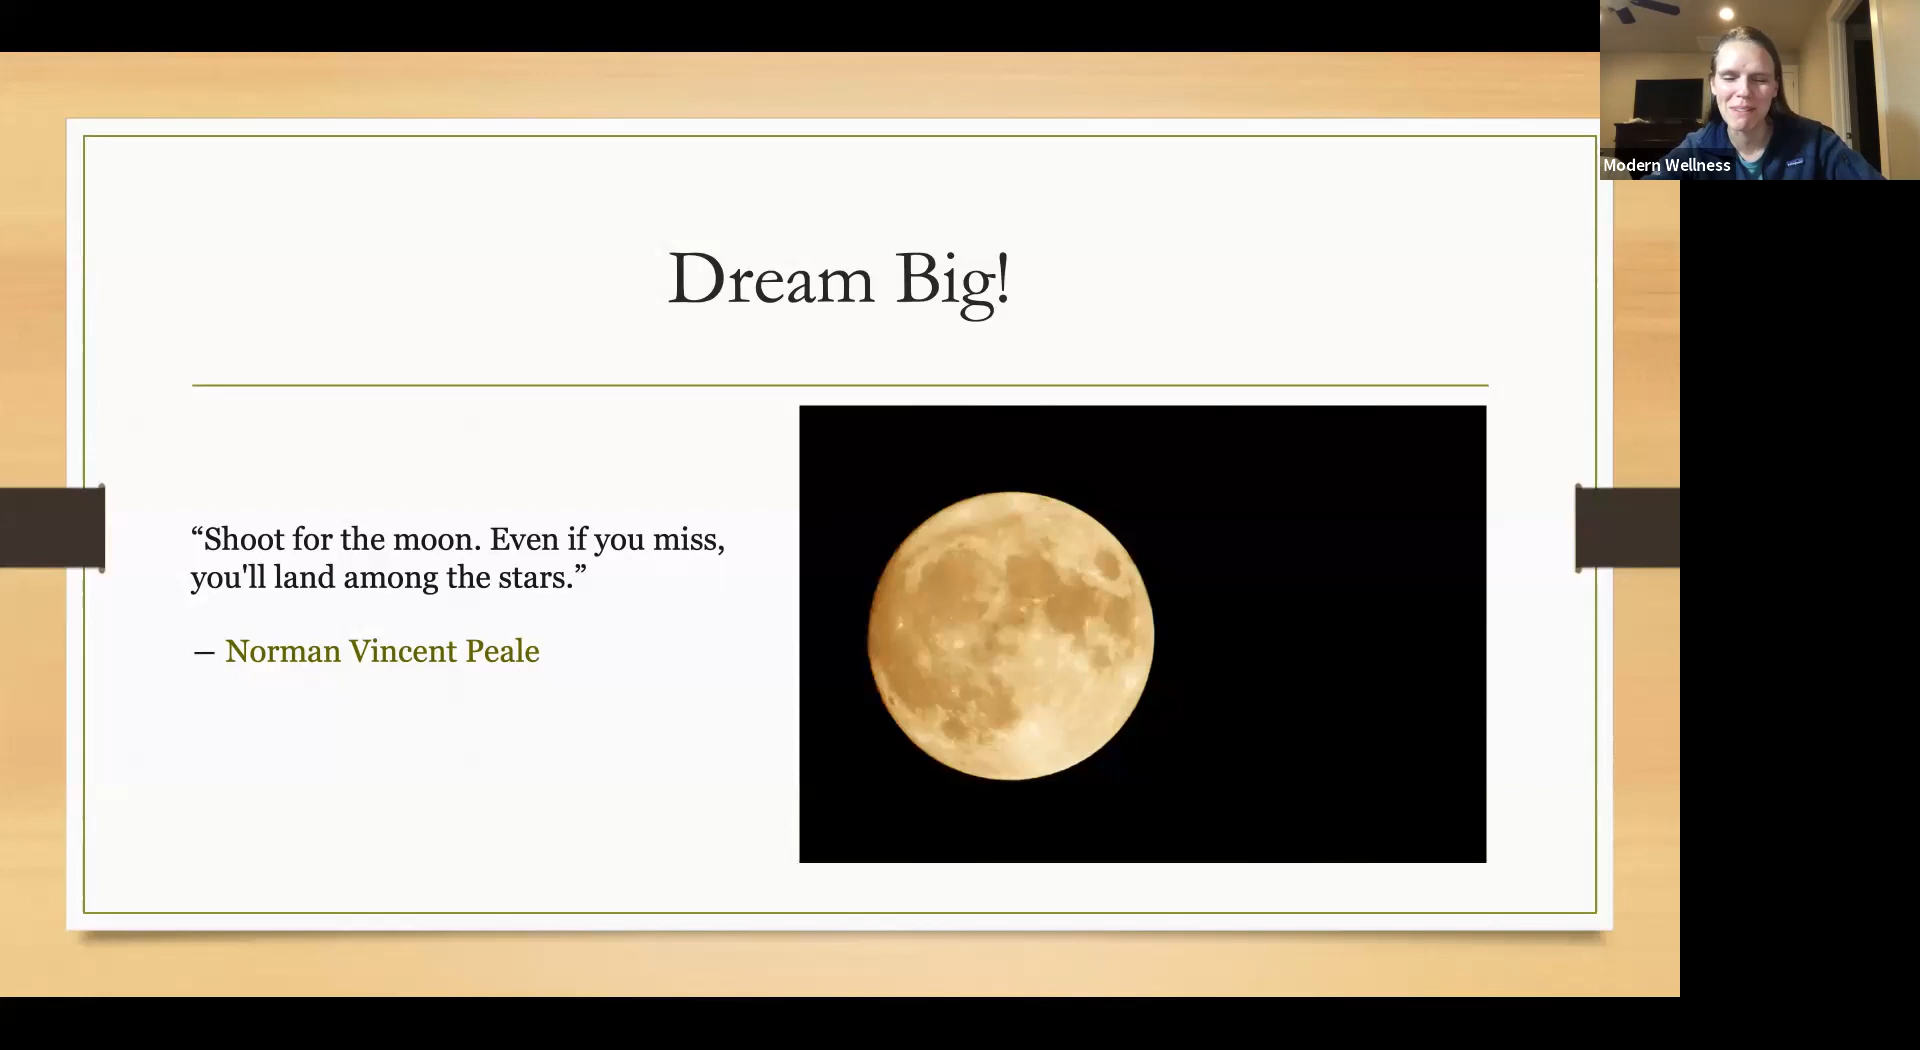 Modern Wellness
Dream Big!
“Shoot for the moon. Even if you miss,
you'll land among the stars.”
― Norman Vincent Peale